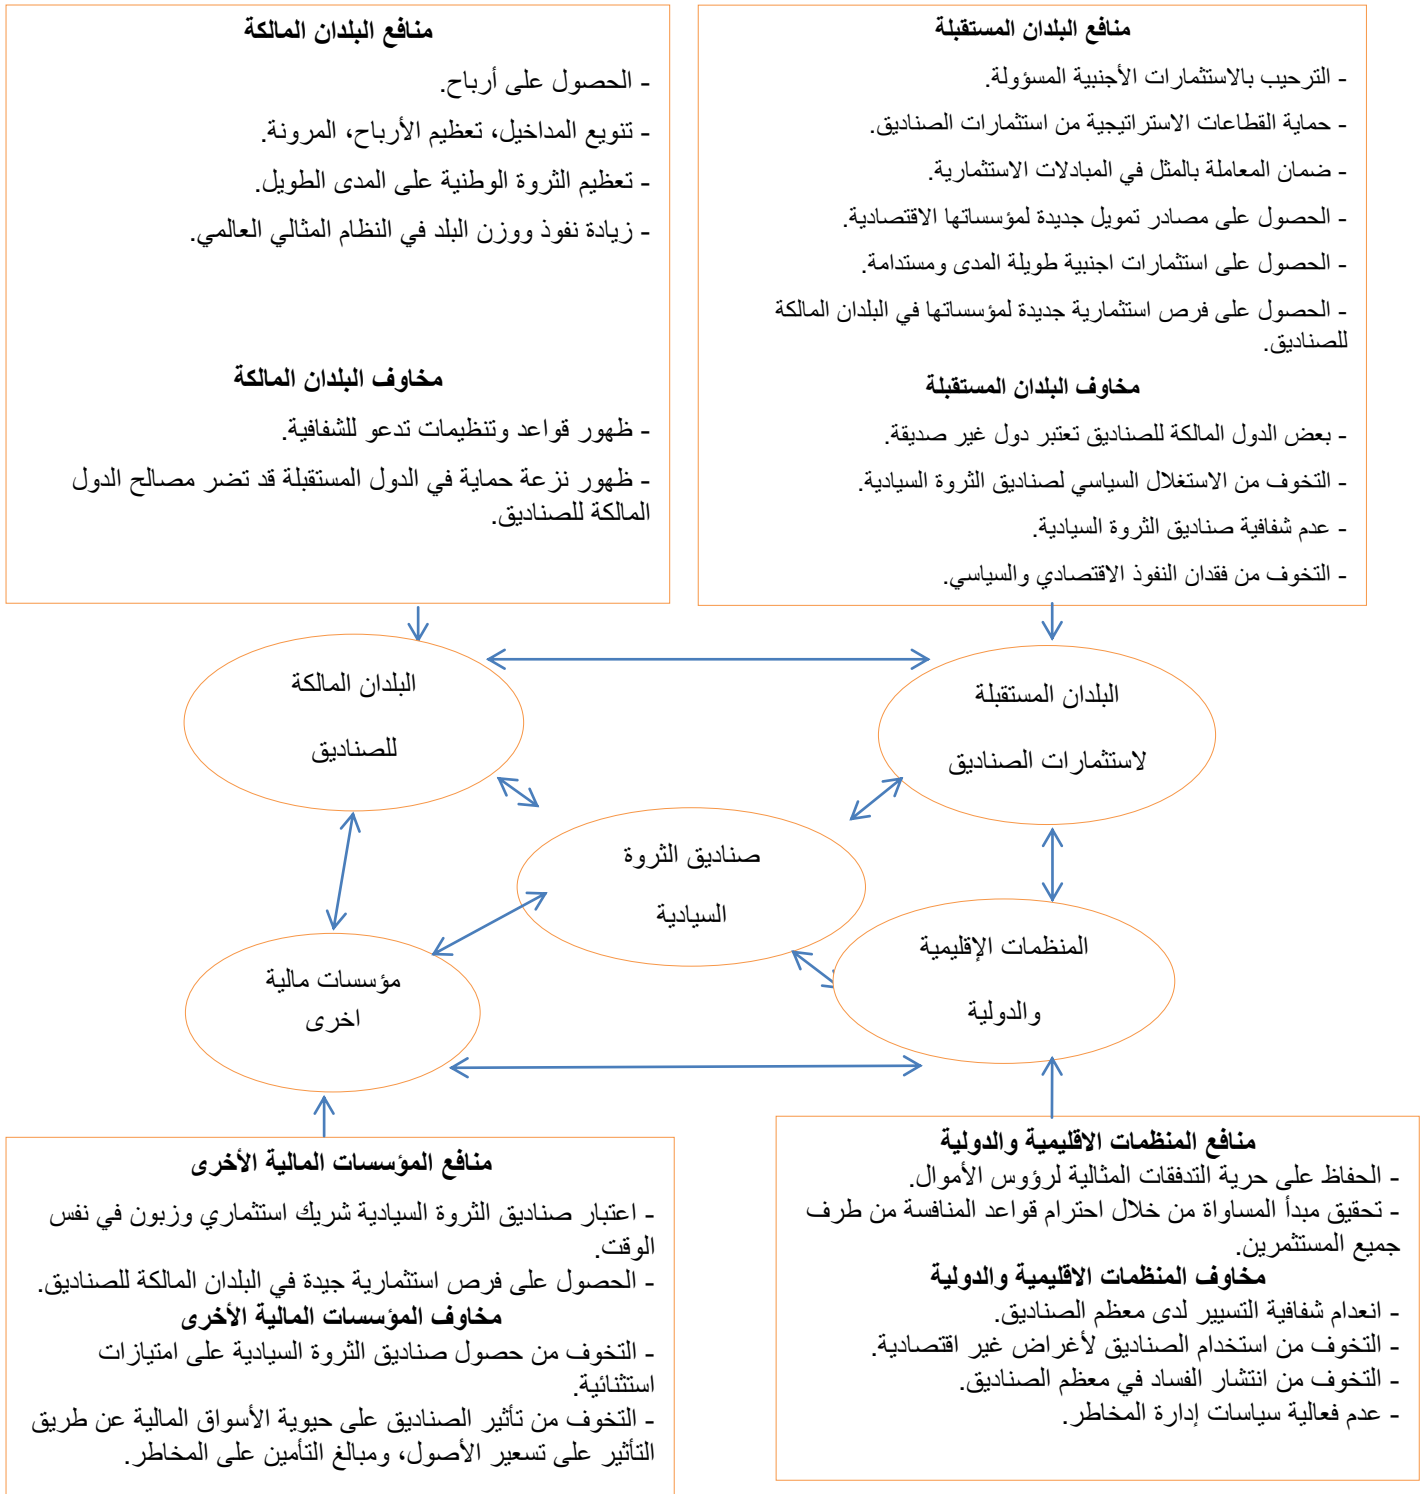 منافع البلدان المستقبلة
- الترحيب بالاستثمارات الأجنبية المسؤولة.
- حماية القطاعات الاستراتيجية من استثمارات الصناديق.
- ضمان المعاملة بالمثل في المبادلات الاستثمارية.
- الحصول على مصادر تمويل جديدة لمؤسساتها الاقتصادية.
- الحصول على استثمارات اجنبية طويلة المدى ومستدامة.
- الحصول على فرص استثمارية جديدة لمؤسساتها في البلدان المالكة
للصناديق.
مخاوف البلدان المستقبلة
- بعض الدول المالكة للصناديق تعتبر دول غير صديقة.
- التخوف من الاستغلال السياسي لصناديق الثروة السيادية.
- عدم شفافية صناديق الثروة السيادية.
- التخوف من فقدان النفوذ الاقتصادي والسياسي.
منافع البلدان المالكة
- الحصول على أرباح.
- تنويع المداخيل، تعظيم الأرباح، المرونة.
- تعظيم الثروة الوطنية على المدى الطويل.
- زيادة نفوذ ووزن البلد في النظام المثالي العالمي.
مخاوف البلدان المالكة
- ظهور قواعد وتنظيمات تدعو للشفافية.
- ظهور نزعة حماية في الدول المستقبلة قد تضر مصالح الدول
المالكة للصناديق.
البلدان المستقبلة
لاستثمارات الصناديق
البلدان المالكة
للصناديق
صناديق الثروة
السيادية
المنظمات الإقليمية
والدولية
مؤسسات مالية
اخرى
منافع المنظمات الاقليمية والدولية
- الحفاظ على حرية التدفقات المثالية لرؤوس الأموال.
- تحقيق مبدأ المساواة من خلال احترام قواعد المنافسة من طرف
جميع المستثمرين.
مخاوف المنظمات الاقليمية والدولية
- انعدام شفافية التسيير لدى معظم الصناديق.
- التخوف من استخدام الصناديق لأغراض غير اقتصادية.
- التخوف من انتشار الفساد في معظم الصناديق.
- عدم فعالية سياسات إدارة المخاطر.
منافع المؤسسات المالية الأخرى
- اعتبار صناديق الثروة السيادية شريك استثماري وزبون في نفس
الوقت.
- الحصول على فرص استثمارية جيدة في البلدان المالكة للصناديق.
مخاوف المؤسسات المالية الأخرى
- التخوف من حصول صناديق الثروة السيادية على امتيازات
استثنائية.
- التخوف من تأثير الصناديق على حيوية الأسواق المالية عن طريق
التأثير على تسعير الأصول، ومبالغ التأمين على المخاطر.